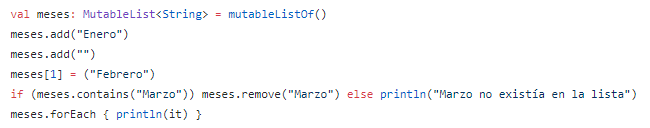 val meses: MutableList<String> = mutableListOf()
meses.add("Enero")
meses.add("")
meses[1] = ("Febrero")
if (meses.contains("Marzo")) meses.remove("Marzo") else println("Marzo no existía en la lista")
meses.forEach { println(it) }